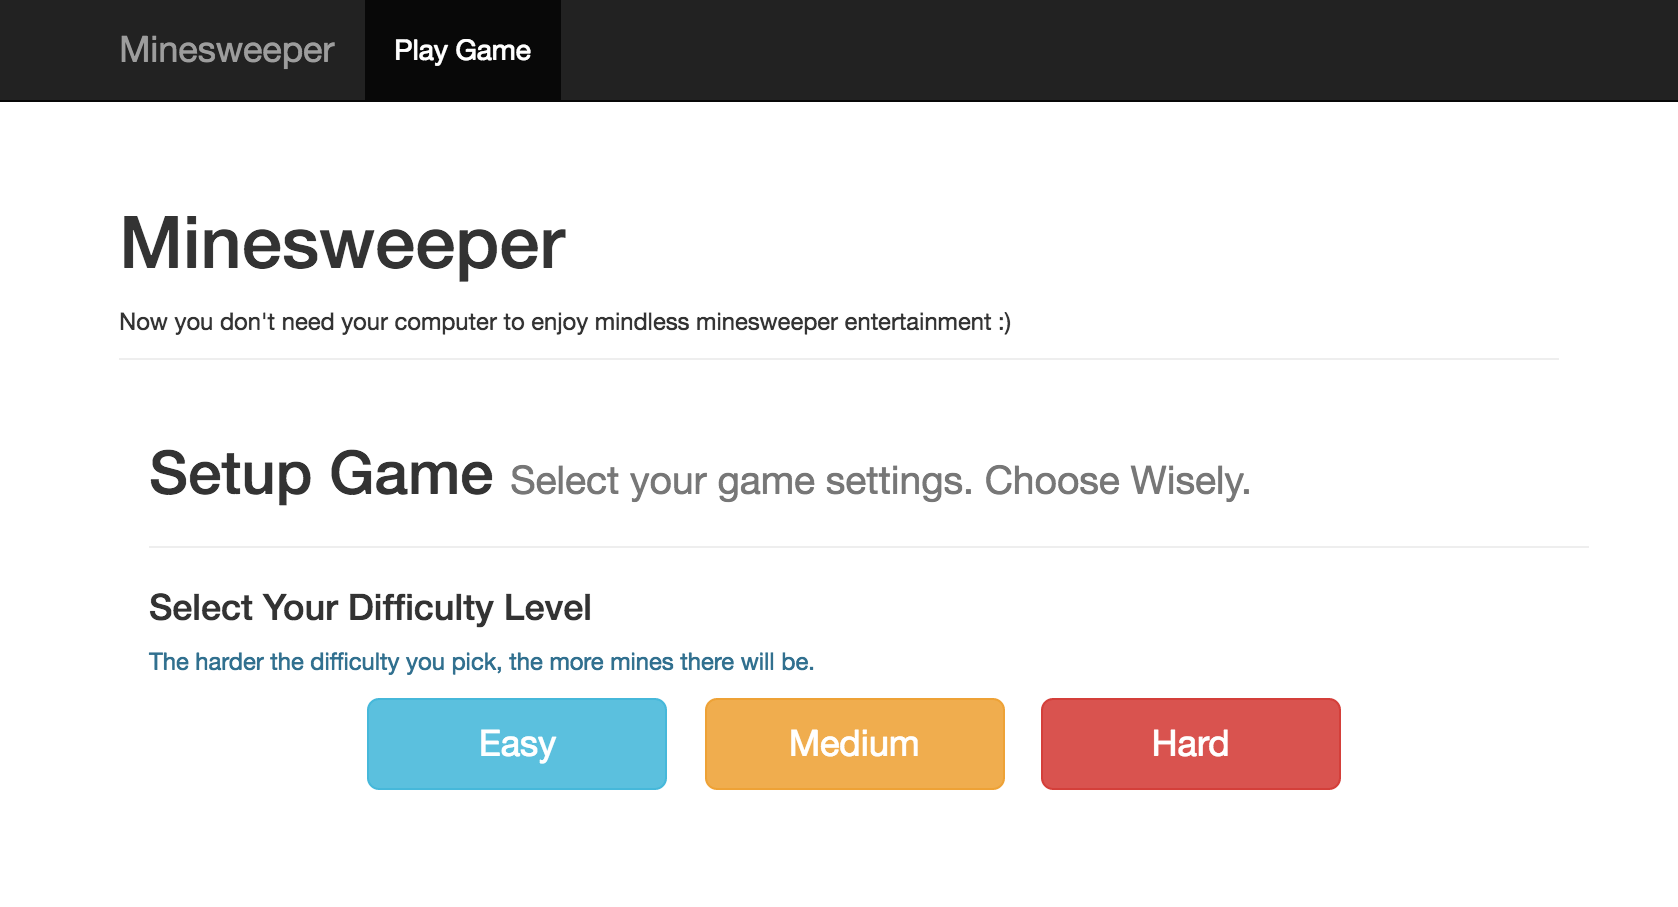 Minesweeper Play Game
Minesweeper
Now you don't need your computer to enjoy mindless minesweeper entertainment :)
Setup Game Select your game settings. Choose Wisely.
Select Your Difficulty Level
The harder the difficulty you pick, the more mines there will be.
Easy Medium Hard